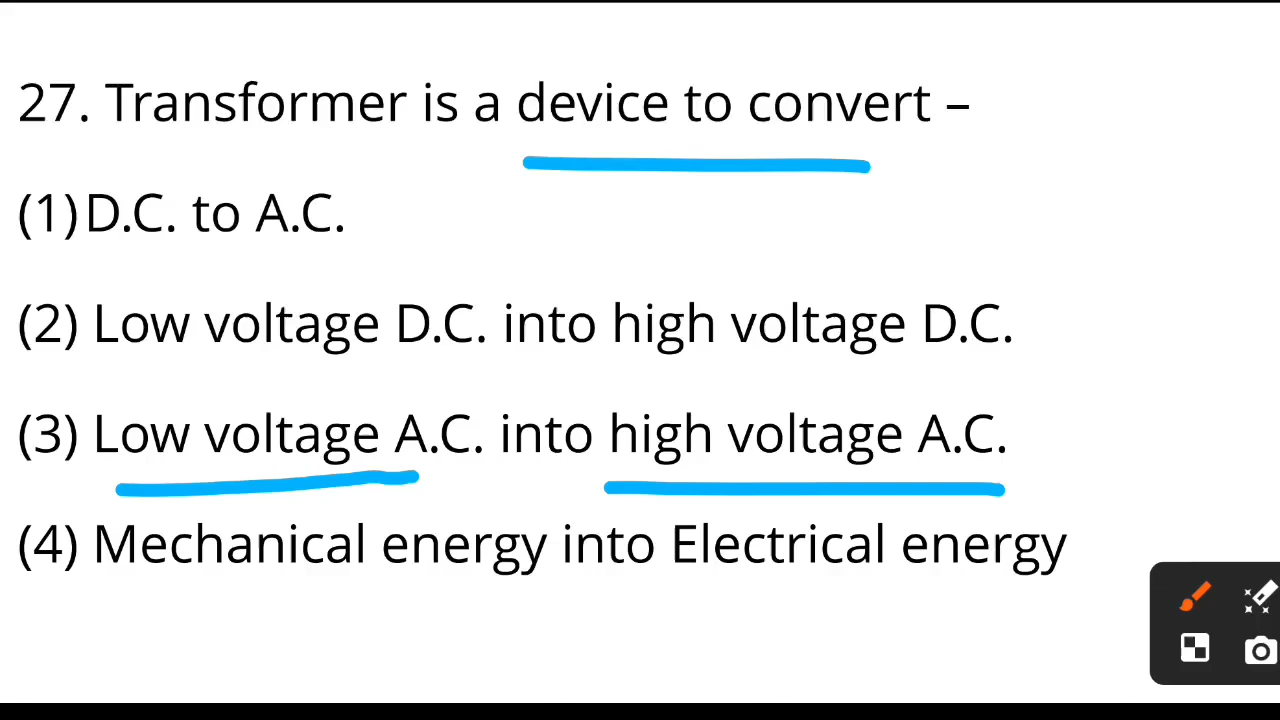 27. Transformer is a device to convert –
(1) D.C. to A.C.
(2) Low voltage D.C. into high voltage D.C.
(3) Low voltage A.C. into high voltage A.C.
(4) Mechanical energy into Electrical energy